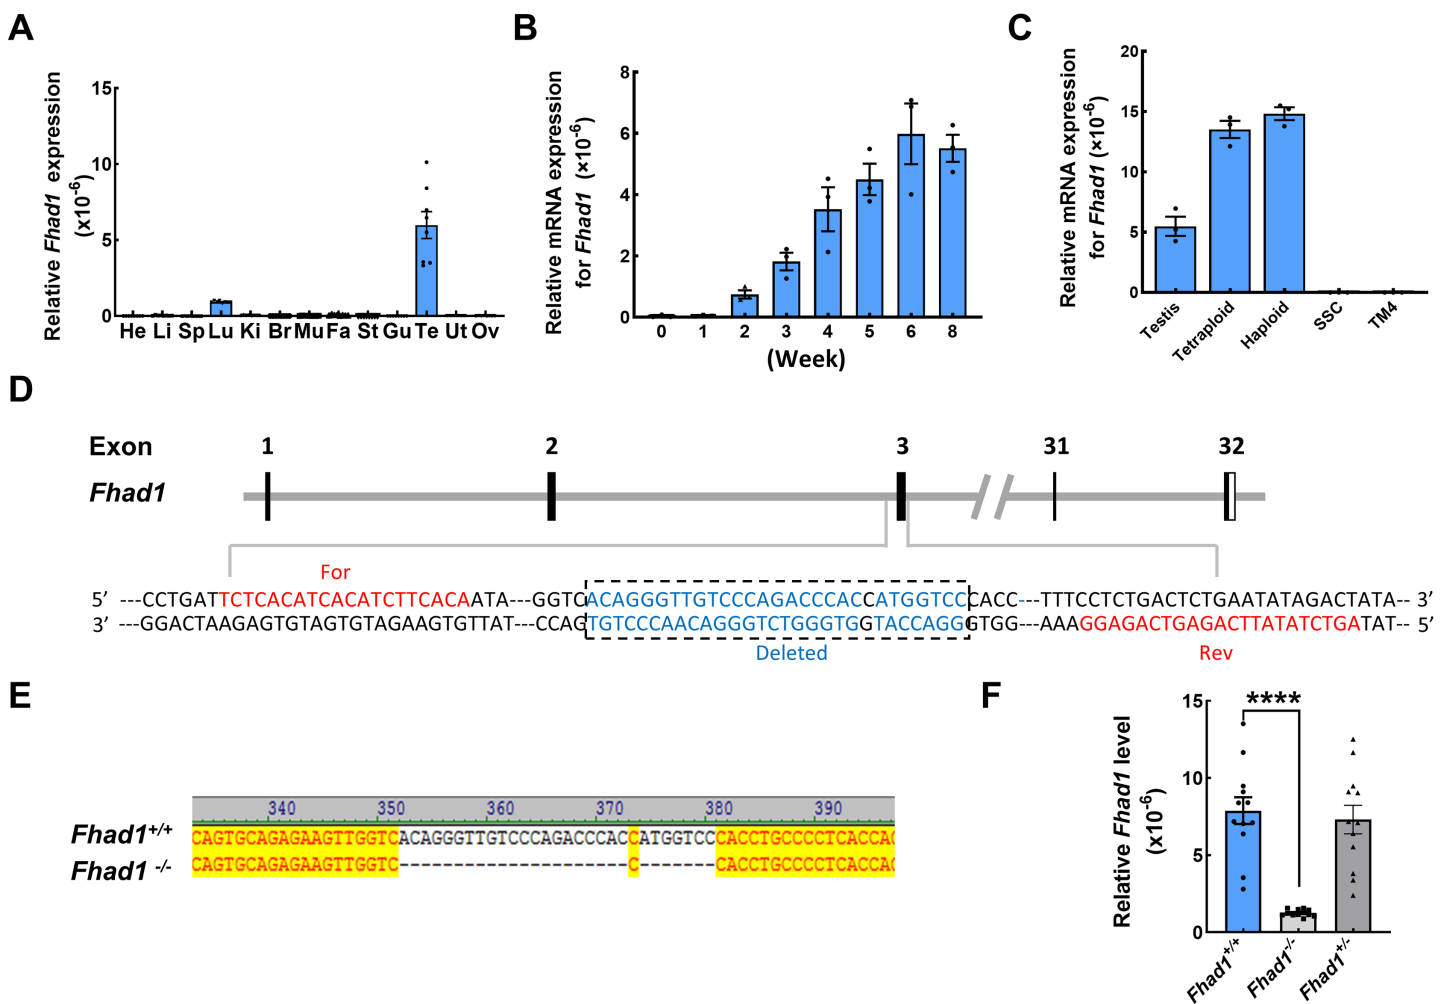 A
Relative Fhad1 expression
(x10-6)
15
10
5
0
He Li Sp Lu Ki Br Mu Fa St Gu Te Ut Ov
B
Relative mRNA expression
for Fhad1 (×10-6)
8
6
4
2
0
0 1 2 3 4 5 6 8
(Week)
C
Relative mRNA expression
for Fhad1 (×10-6)
20
15
10
5
0
Testis
Tetraploid
Haploid
SSC
TM4
D
Exon 1 2 3 31 32
Fhad1
For
5’ ---CCTGATTCTCACATCACATCTTCACAATA---GGTCACAGGGTTGTCCCAGACCCACCATGGTCCCACC---TTTCCTCTGACTCTGAATATAGACTATA-- 3’
3’ ---GGACTAAGAGTGTAGTGTAGAAGTGTTAT---CCAGTGTCCCAACAGGGTCTGGGTGGTACCAGGGTGG---AAAGGAGACTGAGACTTATATCTGATAT-- 5’
Deleted
Rev
E
340 350 360 370 380 390
Fhad1+/+ CAGTGCAGAGAAGTTGGTCACAGGGTTGTCCCAGACCCACCATGGTCCCACCTGCCCCTCACCAG
Fhad1 -/- CAGTGCAGAGAAGTTGGTC---------------------C-------CACCTGCCCCTCACCAG
F
Relative Fhad1 level
(x10-6)
15
10
5
0
****
Fhad1+/+
Fhad1-/-
Fhad1+/-